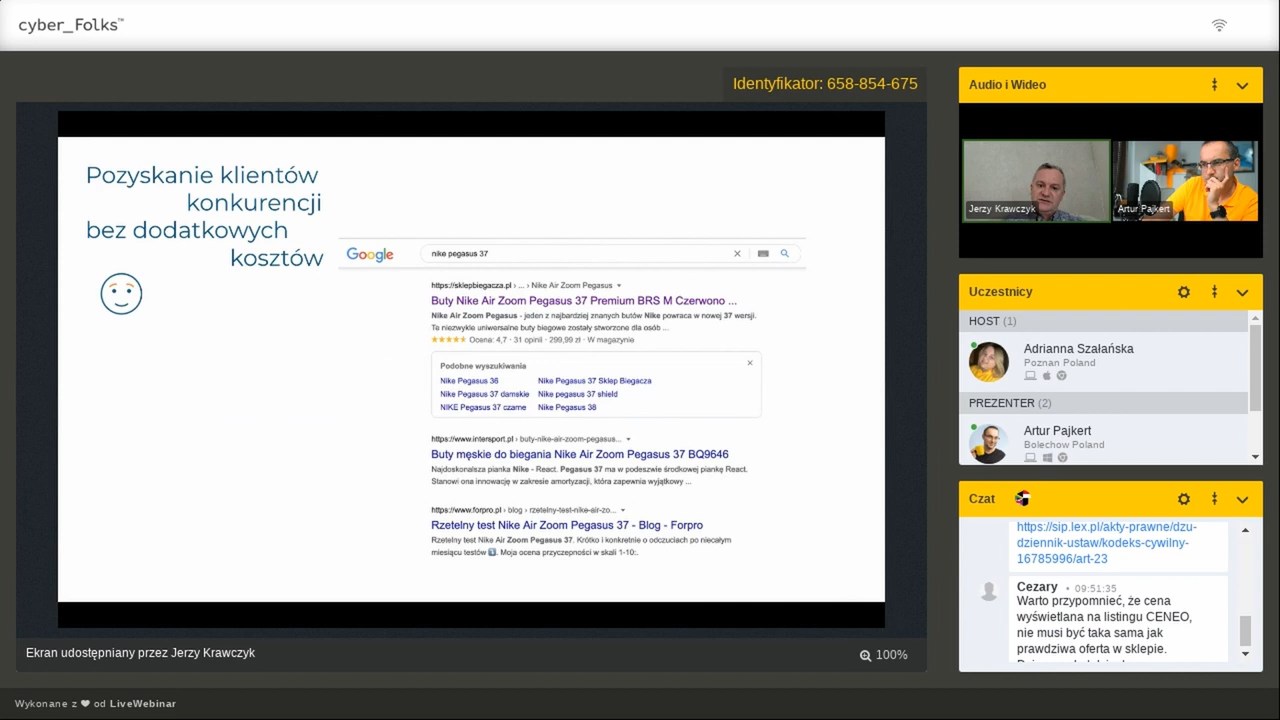 cyber_Folks™
Identyfikator: 658-854-675
Pozyskanie klientów
konkurencji
bez dodatkowych
kosztów
Google
nike pegasus 37
https://sklepbiegacza.pl › ... › Nike Air Zoom Pegasus
Buty Nike Air Zoom Pegasus 37 Premium BRS M Czerwono ...
Nike Air Zoom Pegasus - jeden z najbardziej znanych butów Nike powraca w nowej 37 wersji.
Te niezwykle uniwersalne buty biegowe zostały stworzone dla osób ...
Ocena: 4,7 · 31 opinii · 299,99 zł · W magazynie
Podobne wyszukiwania
Nike Pegasus 36
Nike Pegasus 37 Sklep Biegacza
Nike Pegasus 37 damskie
Nike pegasus 37 shield
NIKE Pegasus 37 czarne
Nike Pegasus 38
https://www.intersport.pl › buty-nike-air-zoom-pegasus...
Buty męskie do biegania Nike Air Zoom Pegasus 37 BQ9646
Najdoskonalsza pianka Nike - React. Pegasus 37 ma w podeszwie środkowej piankę React.
Stanowi ona innowację w zakresie amortyzacji, która zapewnia wyjątkowy ...
https://www.forpro.pl › blog › rzetelny-test-nike-air-zo...
Rzetelny test Nike Air Zoom Pegasus 37 - Blog - Forpro
Rzetelny test Nike Air Zoom Pegasus 37. Krótko i konkretnie o odczuciach po niecałym
miesiącu testów. Moja ocena przyczepności w skali 1-10:.
Ekran udostępniany przez Jerzy Krawczyk
100%
Audio i Wideo
Jerzy Krawczyk
Artur Pajkert
Uczestnicy
HOST (1)
Adrianna Szałańska
Poznan Poland
PREZENTER (2)
Artur Pajkert
Bolechow Poland
Czat
https://sip.lex.pl/akty-prawne/dzu-
dziennik-ustaw/kodeks-cywilny-
16785996/art-23
Cezary • 09:51:35
Warto przypomnieć, że cena
wyświetlana na listingu CENEO,
nie musi być taka sama jak
prawdziwa oferta w sklepie.
Wykonane z ❤ od LiveWebinar